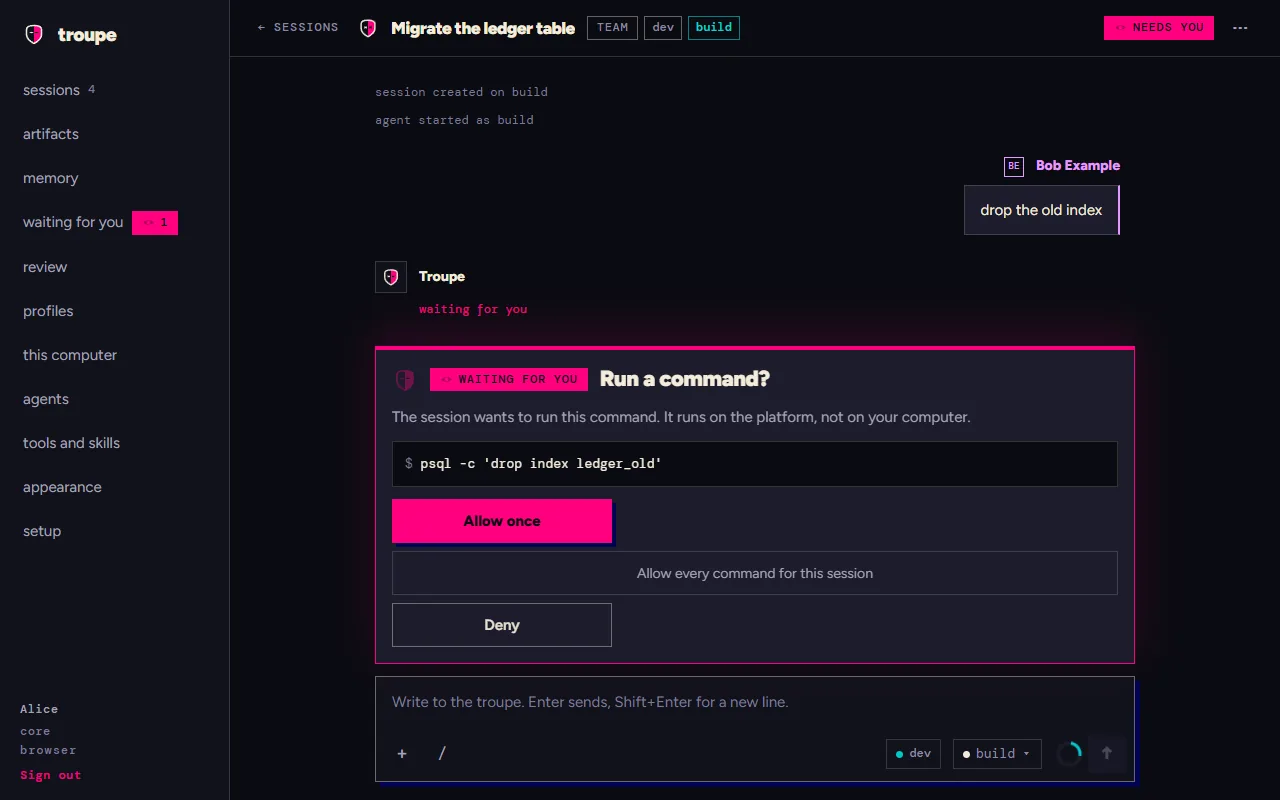 troupe
sessions 4
artifacts
memory
waiting for you 1
review
profiles
this computer
agents
tools and skills
appearance
setup
Alice
core
browser
Sign out
← SESSIONS Migrate the ledger table TEAM dev build <> NEEDS YOU ...
session created on build
agent started as build
BE Bob Example
drop the old index
Troupe
waiting for you
WAITING FOR YOU Run a command?
The session wants to run this command. It runs on the platform, not on your computer.
$ psql -c 'drop index ledger_old'
Allow once
Allow every command for this session
Deny
Write to the troupe. Enter sends, Shift+Enter for a new line.
+ / dev build